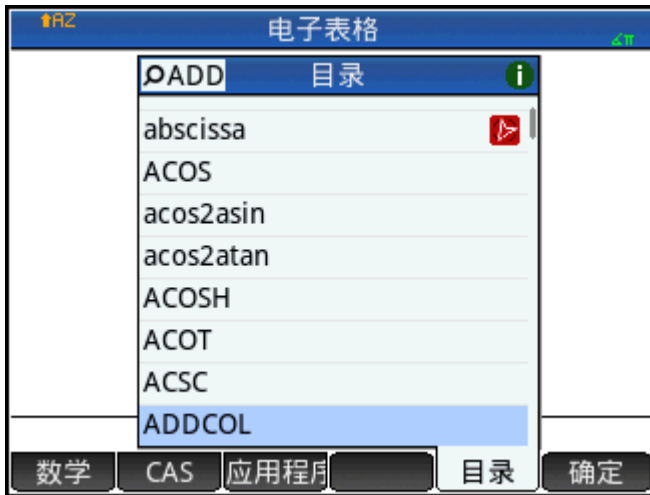 AZ
电子表格
∡π
ADD
目录
i
abscissa
ACOS
acos2asin
acos2atan
ACOSH
ACOT
ACSC
ADDCOL
数学
CAS
应用程序
目录
确定